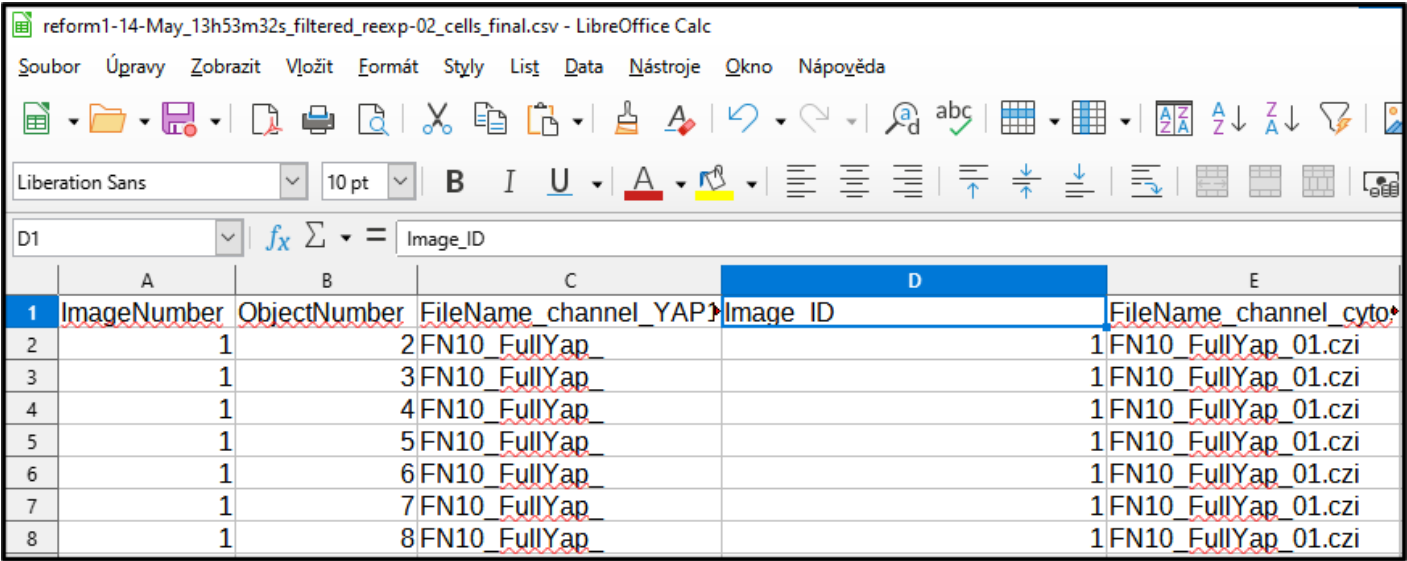 reform1-14-May_13h53m32s_filtered_reexp-02_cells_final.csv - LibreOffice Calc
Soubor Úpravy Zobrazit Vložit Formát Styly List Data Nástroje Okno Nápověda
Liberation Sans 10 pt B I U A
D1 fx Σ = Image_ID
A B C D E
1 ImageNumber ObjectNumber FileName_channel_YAP1 Image_ID FileName_channel_cyto
2 1 2 FN10_FullYap_ 1 FN10_FullYap_01.czi
3 1 3 FN10_FullYap_ 1 FN10_FullYap_01.czi
4 1 4 FN10_FullYap_ 1 FN10_FullYap_01.czi
5 1 5 FN10_FullYap_ 1 FN10_FullYap_01.czi
6 1 6 FN10_FullYap_ 1 FN10_FullYap_01.czi
7 1 7 FN10_FullYap_ 1 FN10_FullYap_01.czi
8 1 8 FN10_FullYap_ 1 FN10_FullYap_01.czi